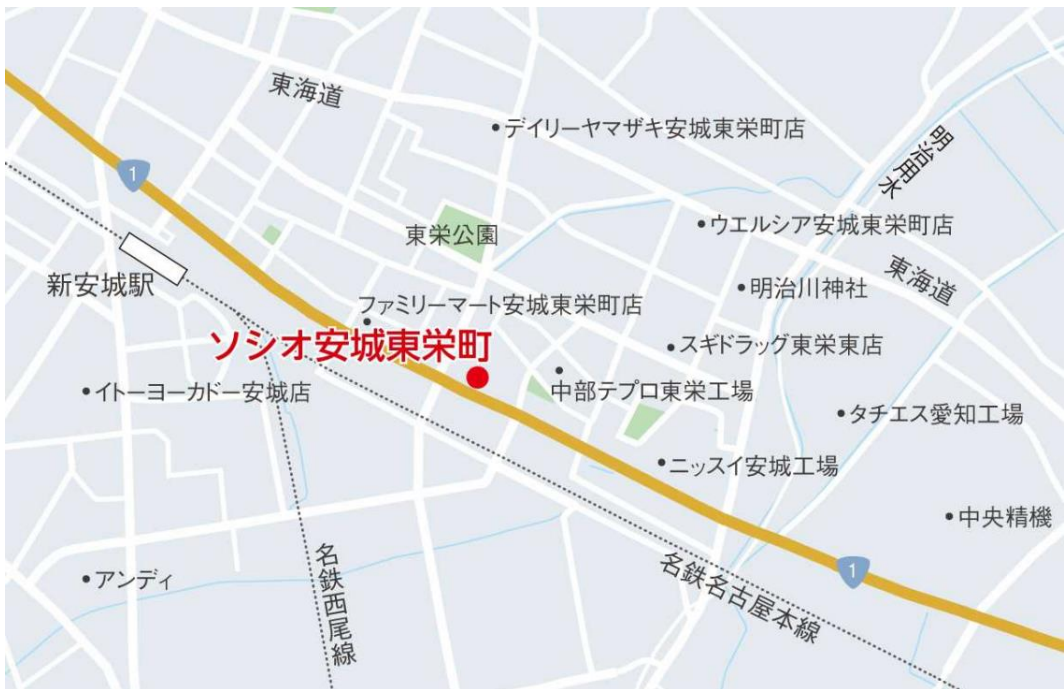 東海道
デイリーヤマザキ安城東栄町店
明治用水
1
東栄公園
ウエルシア安城東栄町店
東海道
新安城駅
明治川神社
ファミリーマート安城東栄町店
ソシオ安城東栄町
スギドラッグ東栄東店
イトーヨーカドー安城店
中部テプロ東栄工場
タチエス愛知工場
ニッスイ安城工場
中央精機
名鉄西尾線
アンディ
名鉄名古屋本線
1